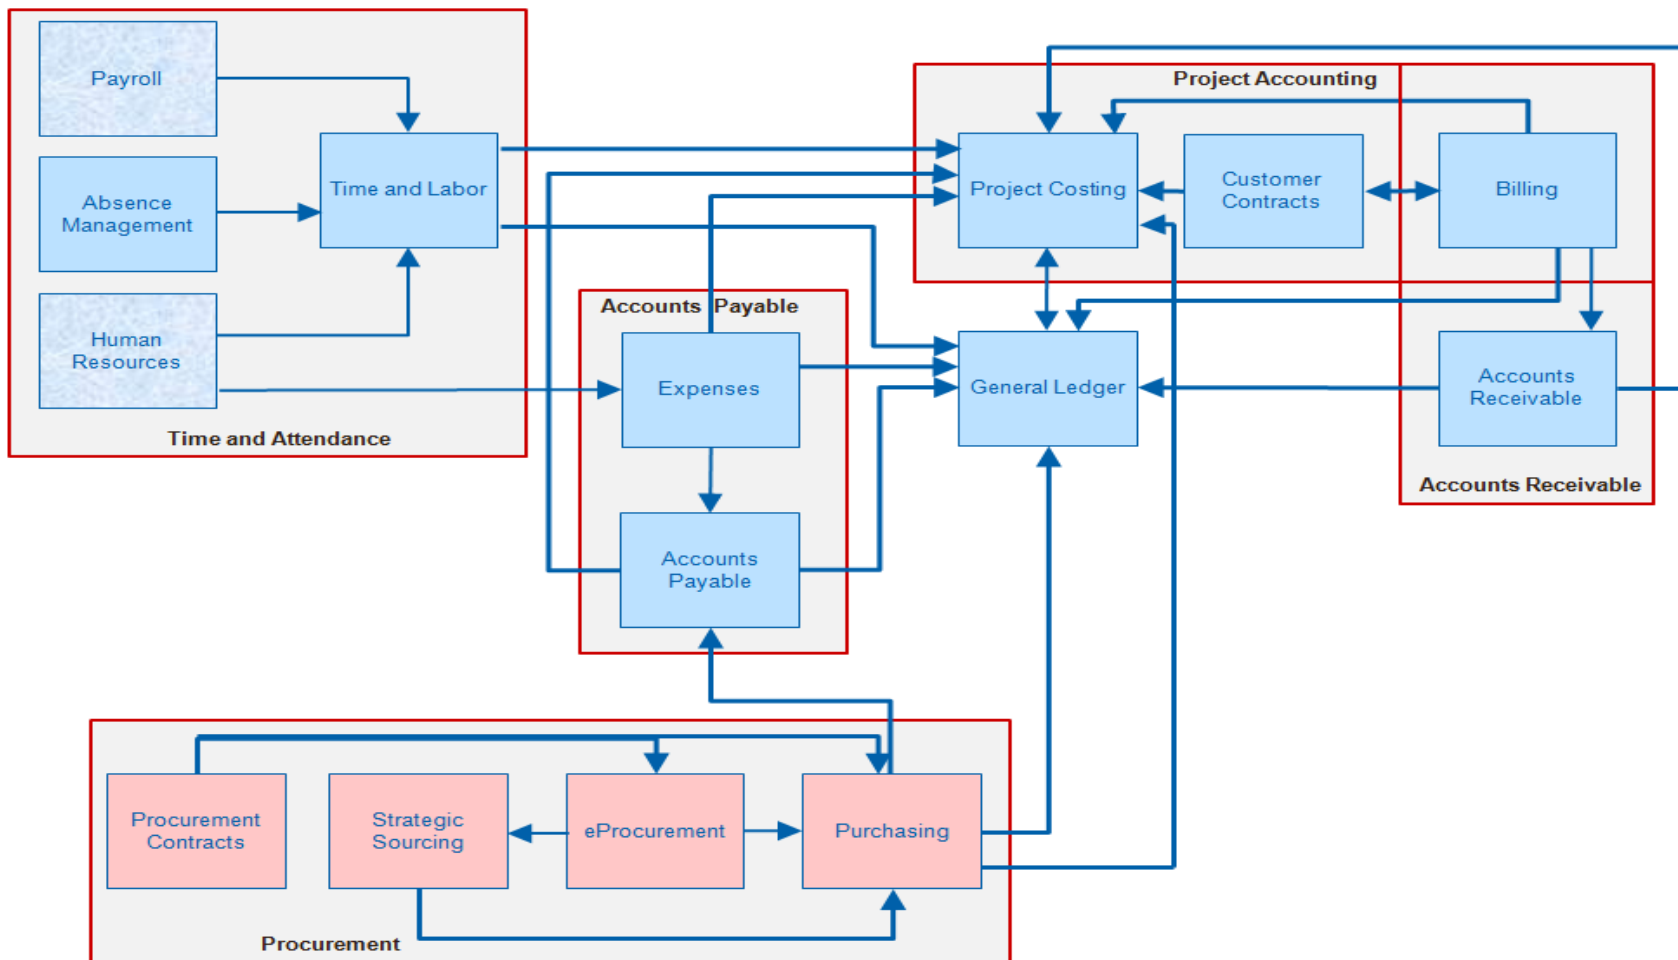 Payroll
Absence
Management
Human
Resources
Time and Labor
Time and Attendance
Accounts Payable
Expenses
Accounts
Payable
Project Accounting
Project Costing
Customer
Contracts
Billing
General Ledger
Accounts
Receivable
Accounts Receivable
Procurement
Contracts
Strategic
Sourcing
eProcurement
Purchasing
Procurement